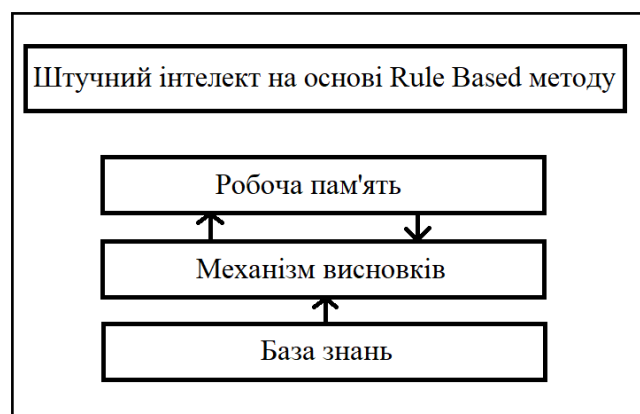 Штучний інтелект на основі Rule Based методу
Робоча пам'ять
Механізм висновків
База знань